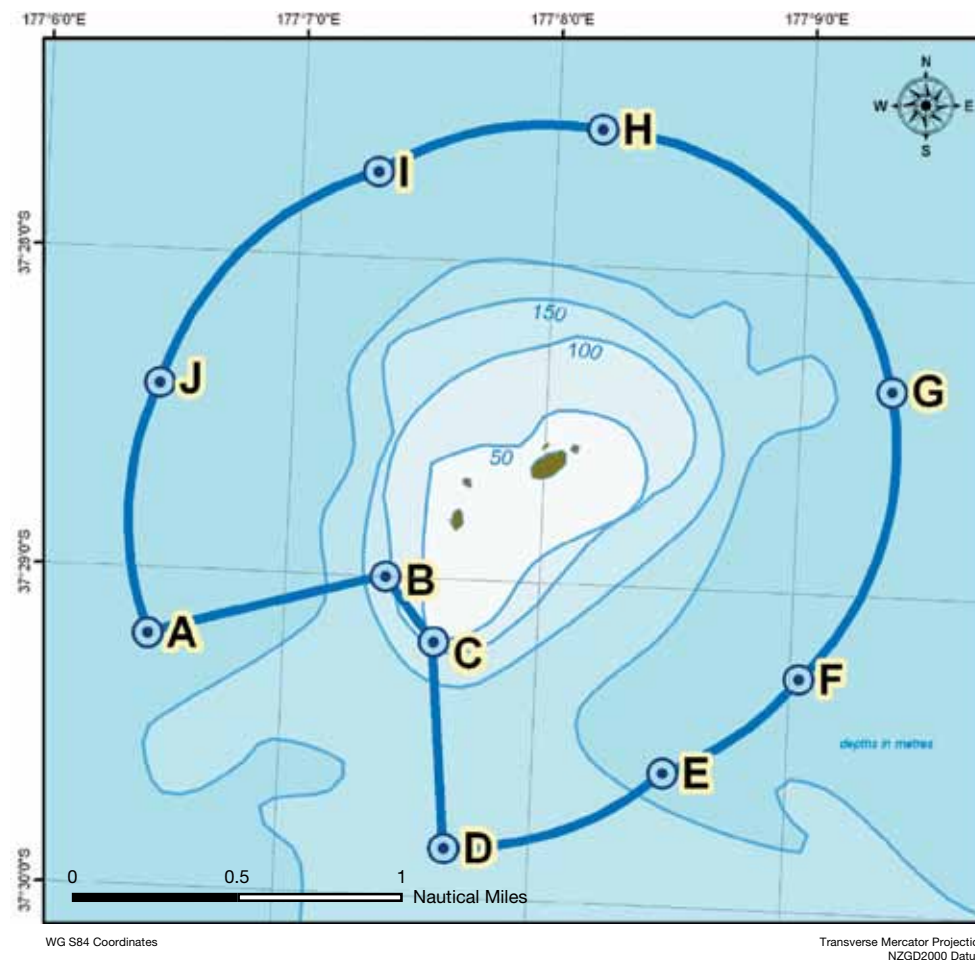 177°6'0"E 177°7'0"E 177°8'0"E 177°9'0"E
N
W E
S
H
I
37°28'0"S
150
100
J
G
50
37°29'0"S
B
A
C
F
depths in metres
E
D
37°30'0"S
0 0.5 1
Nautical Miles
WG S84 Coordinates
Transverse Mercator Projectio
NZGD2000 Datu